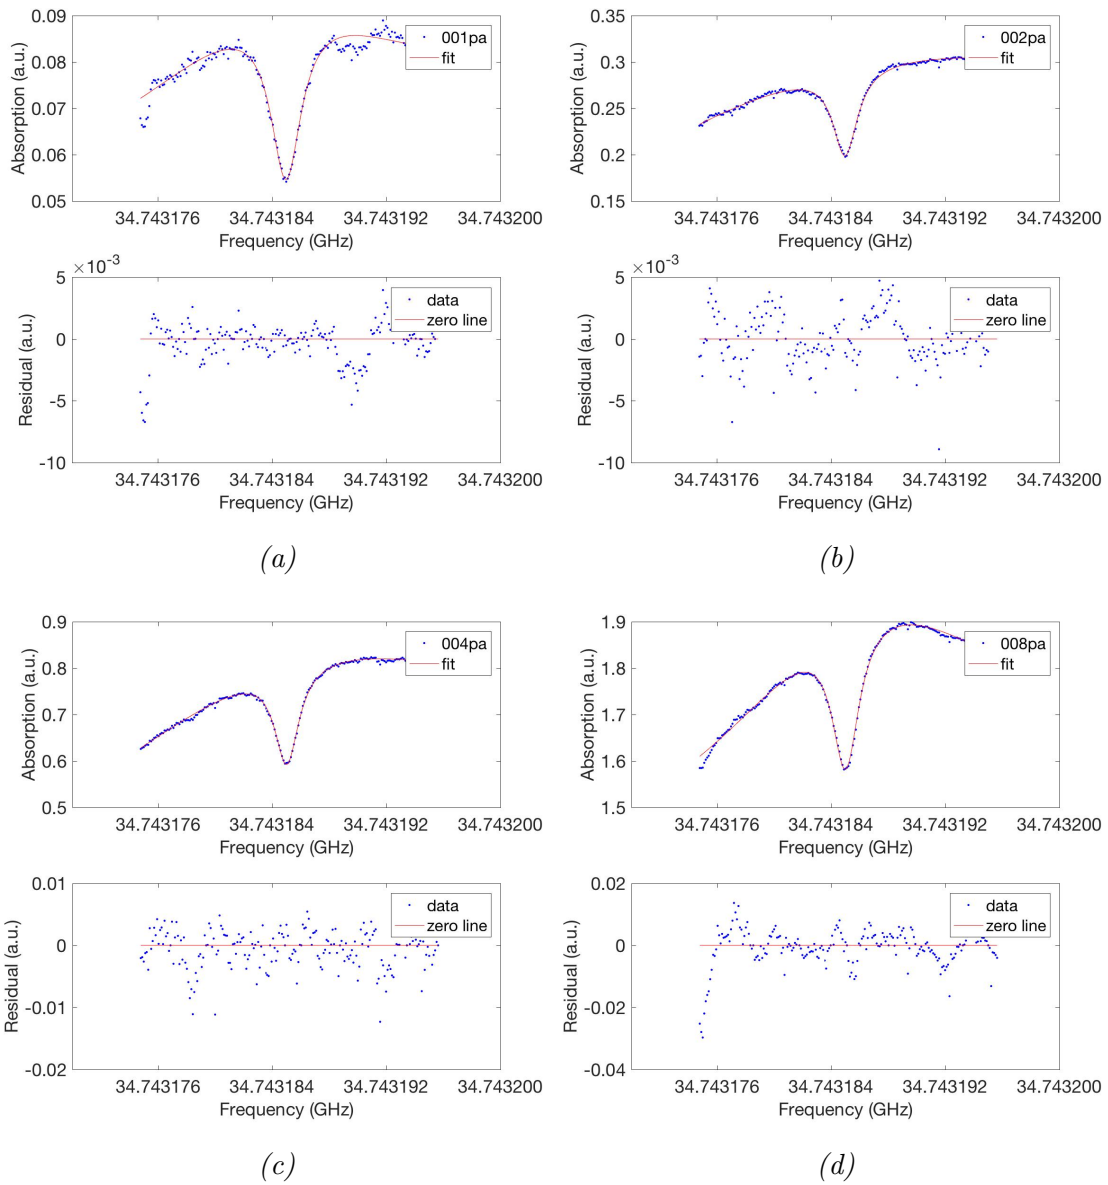 0.09
0.08
0.07
0.06
0.05
Absorption (a.u.)
001pa
fit
34.743176 34.743184 34.743192 34.743200
Frequency (GHz)
0.35
0.3
0.25
0.2
0.15
Absorption (a.u.)
002pa
fit
34.743176 34.743184 34.743192 34.743200
Frequency (GHz)
×10⁻³
5
0
-5
-10
Residual (a.u.)
data
zero line
34.743176 34.743184 34.743192 34.743200
Frequency (GHz)
×10⁻³
5
0
-5
-10
Residual (a.u.)
data
zero line
34.743176 34.743184 34.743192 34.743200
Frequency (GHz)
(a)
(b)
0.9
0.8
0.7
0.6
0.5
Absorption (a.u.)
004pa
fit
34.743176 34.743184 34.743192 34.743200
Frequency (GHz)
1.9
1.8
1.7
1.6
1.5
Absorption (a.u.)
008pa
fit
34.743176 34.743184 34.743192 34.743200
Frequency (GHz)
0.01
0
-0.01
-0.02
Residual (a.u.)
data
zero line
34.743176 34.743184 34.743192 34.743200
Frequency (GHz)
0.02
0
-0.02
-0.04
Residual (a.u.)
data
zero line
34.743176 34.743184 34.743192 34.743200
Frequency (GHz)
(c)
(d)